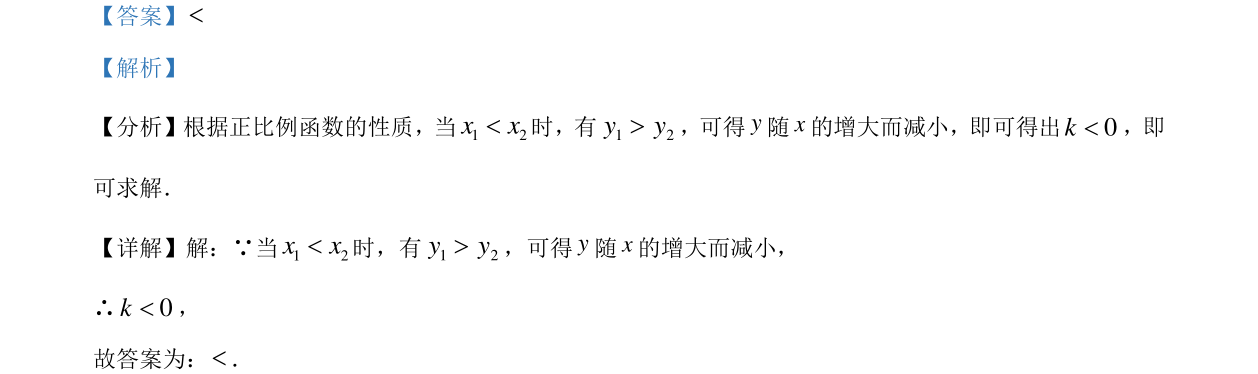 【答案】<
【解析】
【分析】根据正比例函数的性质，当 x₁ < x₂ 时，有 y₁ > y₂ ，可得 y 随 x 的增大而减小，即可得出 k < 0 ，即
可求解．
【详解】解：∵当 x₁ < x₂ 时，有 y₁ > y₂ ，可得 y 随 x 的增大而减小，
∴ k < 0 ，
故答案为：< ．